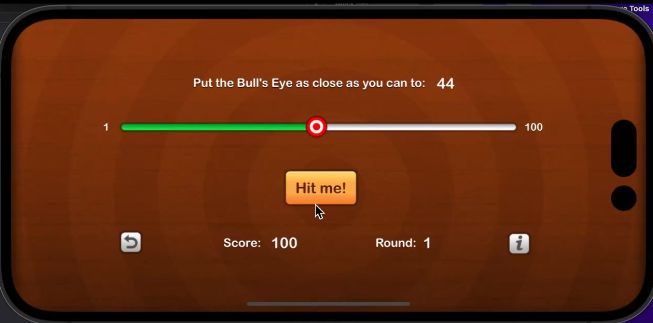 Tools
Put the Bull's Eye as close as you can to: 44
1 100
Hit me!
Score: 100 Round: 1
i